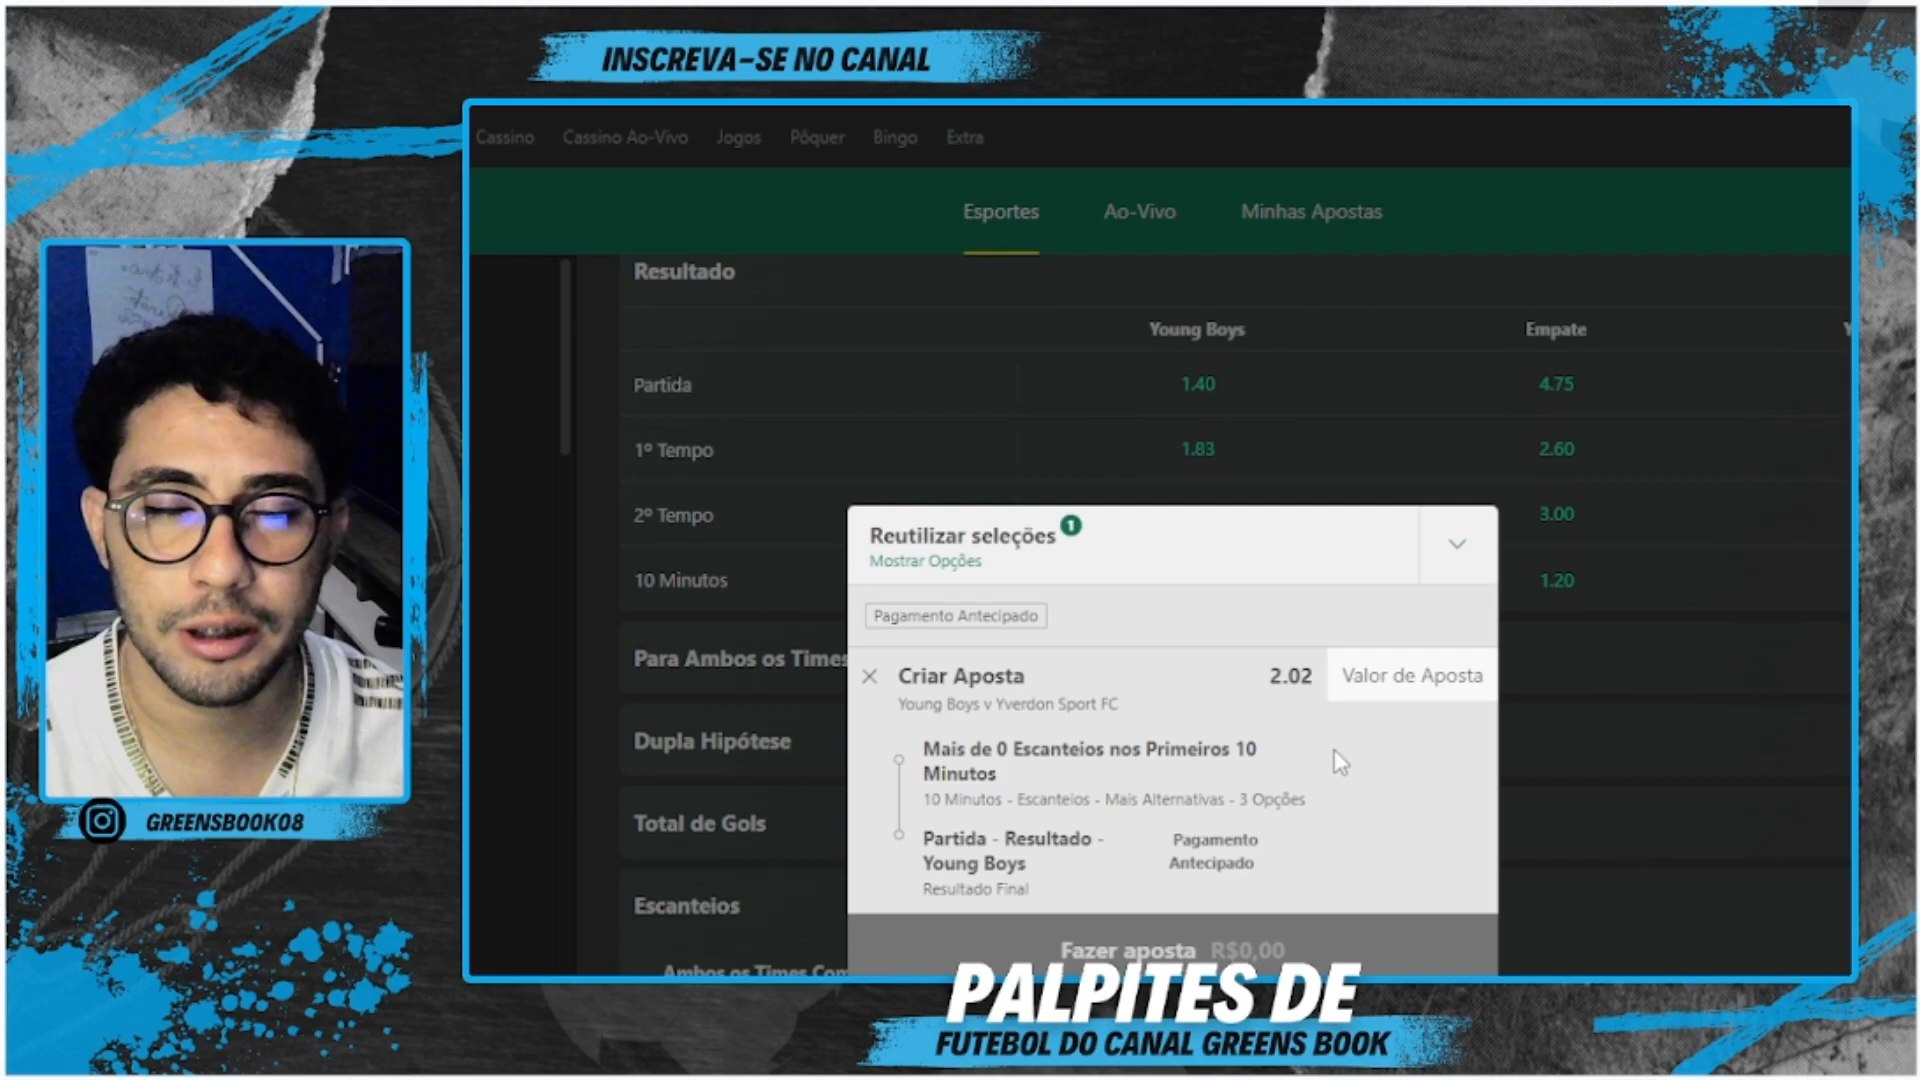 INSCREVA-SE NO CANAL
Cassino Cassino Ao-Vivo Jogos Pôquer Bingo Extra
Esportes Ao-Vivo Minhas Apostas
Resultado
Young Boys Empate Y
Partida 1.40 4.75
1º Tempo 1.83 2.60
2º Tempo 3.00
10 Minutos 1.20
Reutilizar seleções 1
Mostrar Opções
Pagamento Antecipado
Criar Aposta 2.02 Valor de Aposta
Young Boys v Yverdon Sport FC
Mais de 0 Escanteios nos Primeiros 10
Minutos
10 Minutos - Escanteios - Mais Alternativas - 3 Opções
Partida - Resultado -
Young Boys
Pagamento
Antecipado
Resultado Final
Fazer aposta R$0,00
Para Ambos os Times
Dupla Hipótese
Total de Gols
Escanteios
Ambos os Times Com
GREENSBOOK08
PALPITES DE
FUTEBOL DO CANAL GREENS BOOK